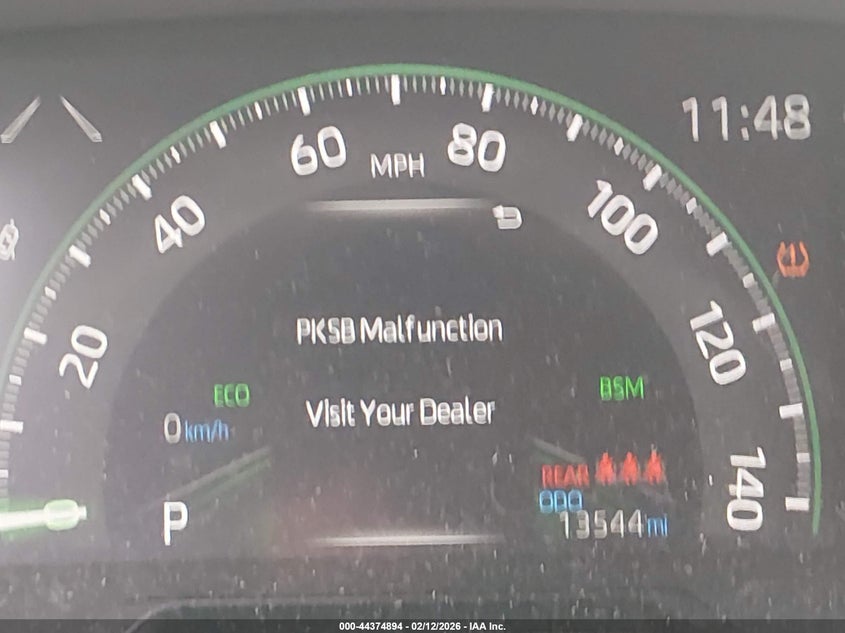 11:48
60
MPH
80
40
100
20
120
140
PKSB Malfunction
Visit Your Dealer
ECO
0 km/h
BSM
REAR
ODO
13544 mi
P
000-44374894 - 02/12/2026 - IAA Inc.